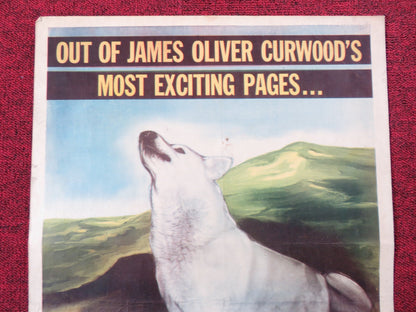 OUT OF JAMES OLIVER CURWOOD'S
MOST EXCITING PAGES...